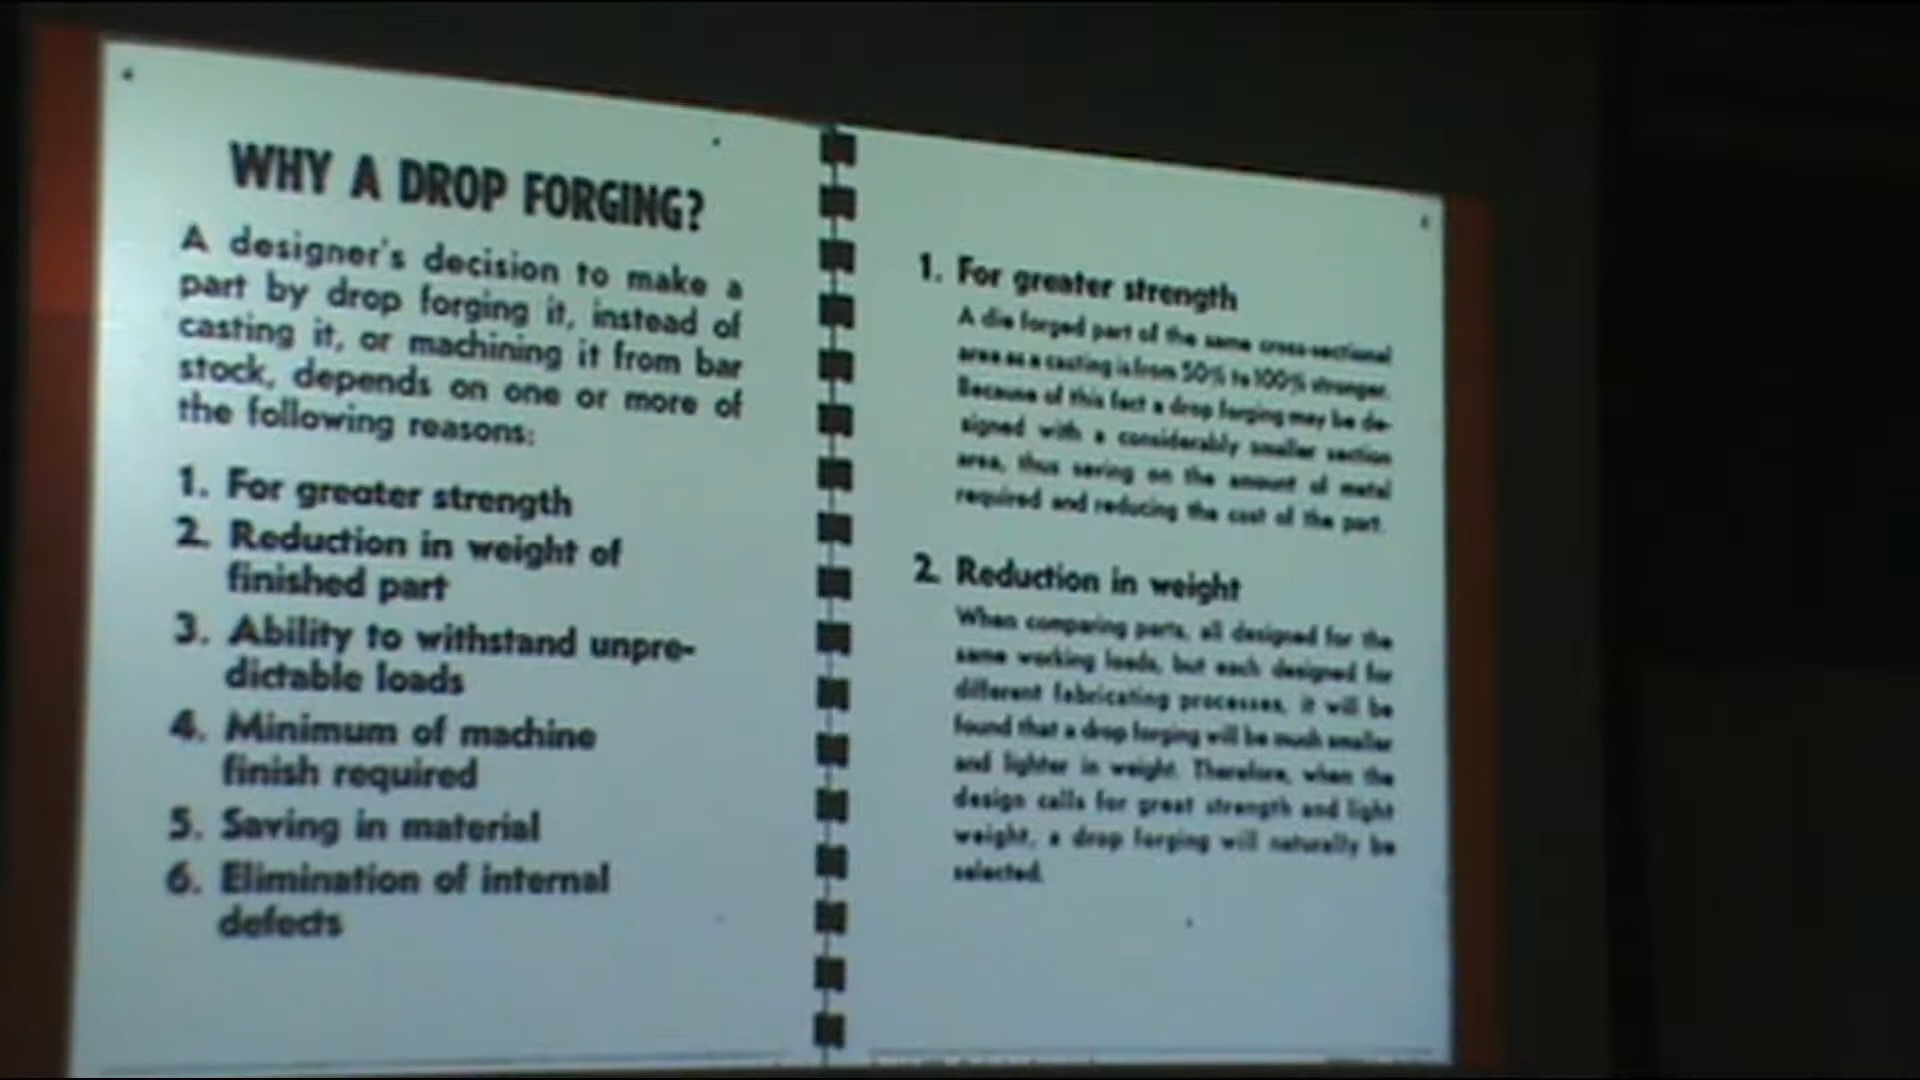 WHY A DROP FORGING?
A designer's decision to make a
part by drop forging it, instead of
casting it, or machining it from bar
stock, depends on one or more of
the following reasons:
1. For greater strength
2. Reduction in weight of
finished part
3. Ability to withstand unpre-
dictable loads
4. Minimum of machine
finish required
5. Saving in material
6. Elimination of internal
defects
1. For greater strength
A die forged part of the same cross-sectional
area as a casting is from 50% to 100% stronger.
Because of this fact a drop forging may be de-
signed with a considerably smaller section
area, thus saving on the amount of metal
required and reducing the cost of the part.
2. Reduction in weight
When comparing parts, all designed for the
same working loads, but each designed for
different fabricating processes, it will be
found that a drop forging will be much smaller
and lighter in weight. Therefore, when the
design calls for great strength and light
weight, a drop forging will naturally be
selected.